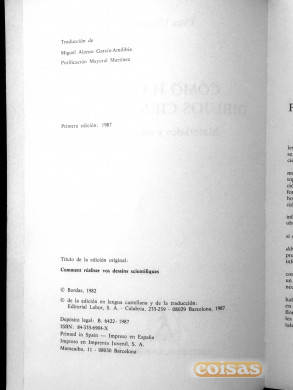 Traducción de
Miguel Alonso García-Amilibia
Purificación Mayoral Martínez
Primera edición: 1987
Título de la edición original:
Comment réaliser vos dessins scientifiques
© Bordas, 1982
© de la edición en lengua castellana y de la traducción:
Editorial Labor, S. A. - Calabria, 235-239 - 08029 Barcelona, 1987
Depósito legal: B. 6422-1987
ISBN: 84-335-6984-X
Printed in Spain — Impreso en España
Impreso en Imprenta Juvenil, S. A.
Maracaibo, 11 - 08030 Barcelona
coisas